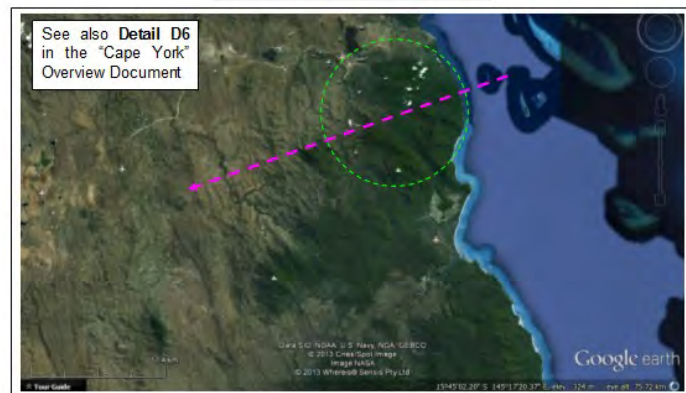 See also Detail D6
in the "Cape York"
Overview Document
Data SIO, NOAA, U.S. Navy, NGA, GEBCO
© 2013 Cnes/Spot Image
Image NASA
© 2013 Whereis® Sensis Pty Ltd
Google earth
Tour Guide
15°45'02.20" S 145°17'20.37" E elev 324 m eye alt 75.72 km